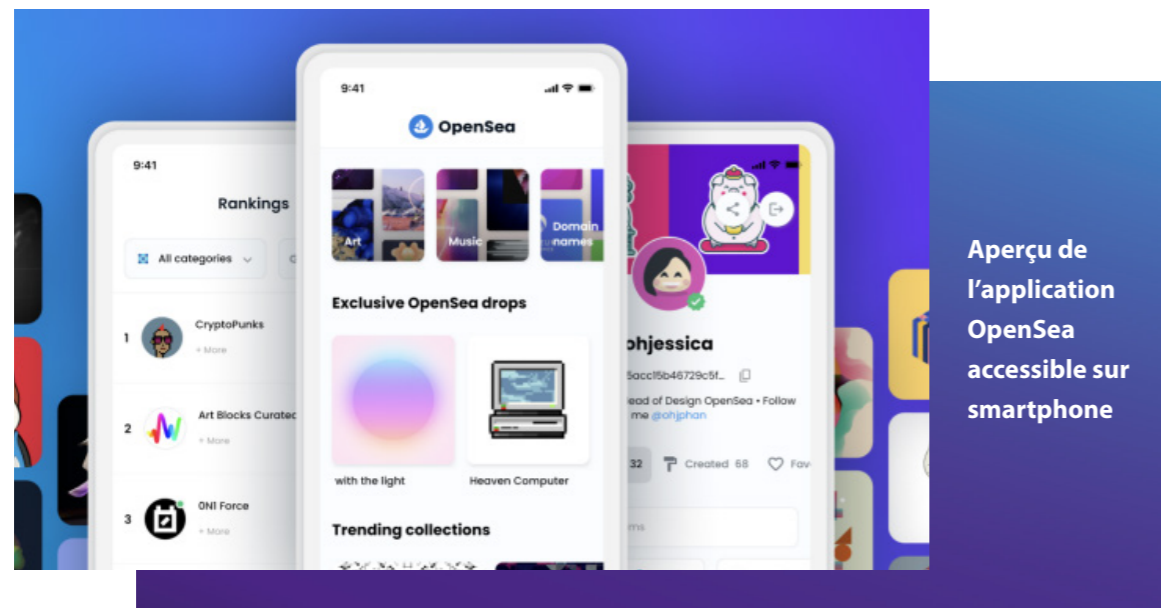 9:41
Rankings
All categories
1
CryptoPunks
+ More
2
Art Blocks Curated
+ More
3
0N1 Force
+ More
9:41
OpenSea
Art
Music
Domain
names
Exclusive OpenSea drops
with the light
Heaven Computer
Trending collections
ohjessica
5acc15b46729c5f...
ead of Design OpenSea • Follow
me @ohjphan
32
Created 68
Fav
ms
Aperçu de
l’application
OpenSea
accessible sur
smartphone